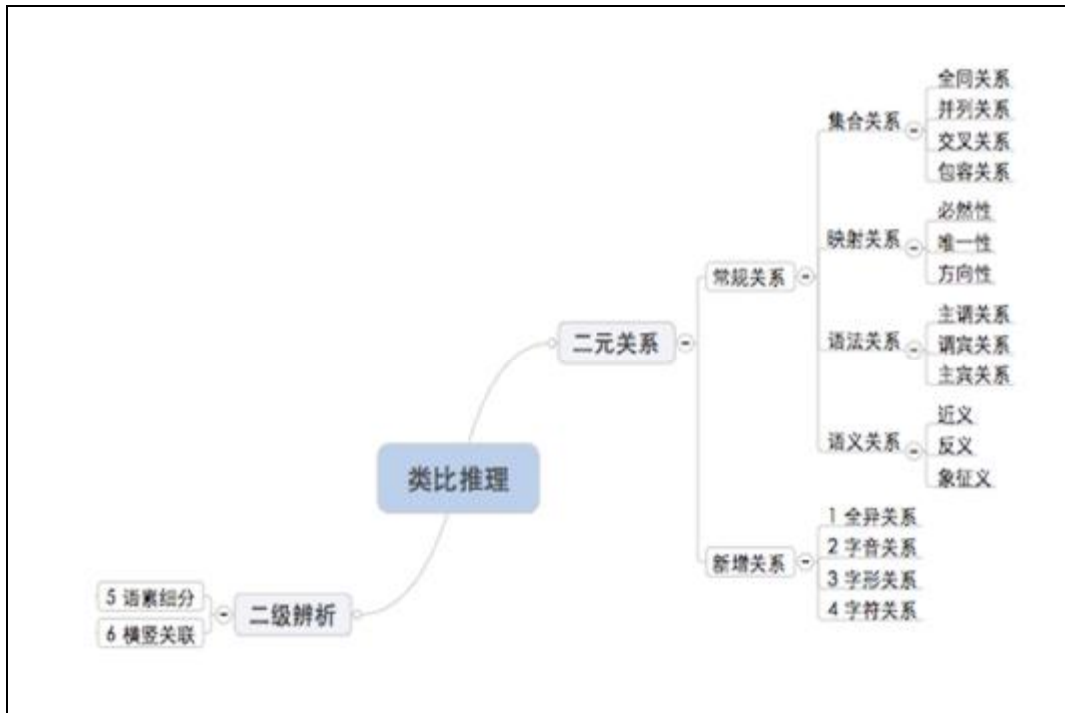 类比推理
二元关系
常规关系
集合关系
全同关系
并列关系
交叉关系
包容关系
映射关系
必然性
唯一性
方向性
语法关系
主谓关系
谓宾关系
主宾关系
语义关系
近义
反义
象征义
新增关系
1 全异关系
2 字音关系
3 字形关系
4 字符关系
二级辨析
5 语素细分
6 横竖关联